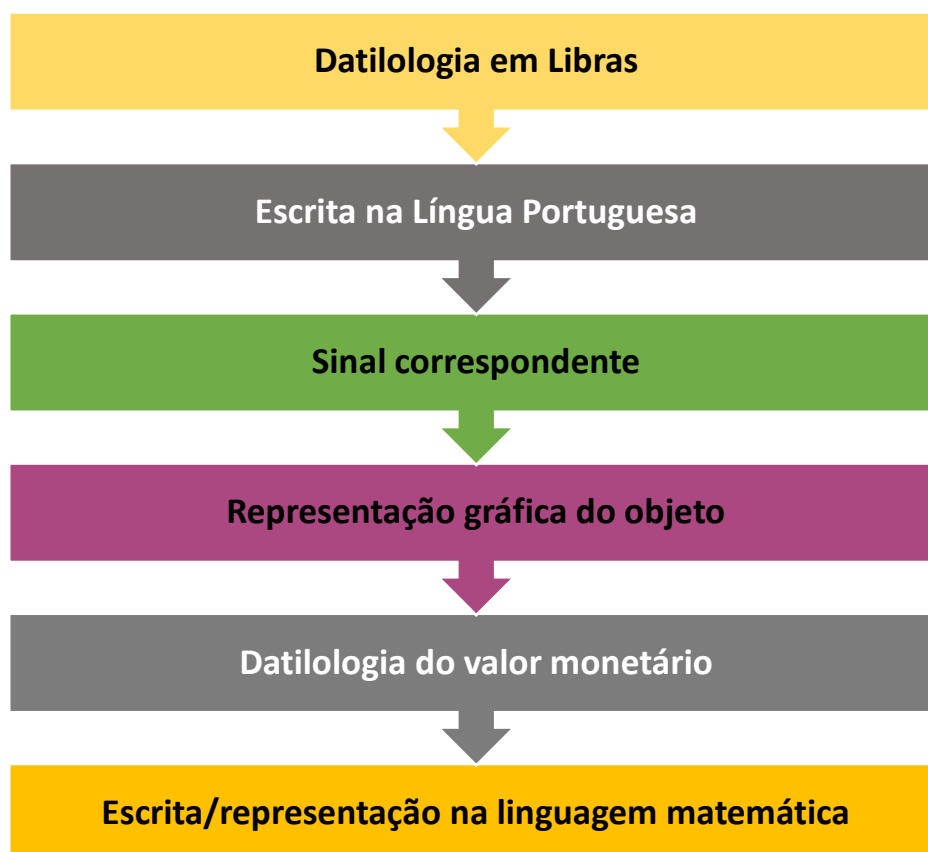 Datilologia em Libras
Escrita na Língua Portuguesa
Sinal correspondente
Representação gráfica do objeto
Datilologia do valor monetário
Escrita/representação na linguagem matemática